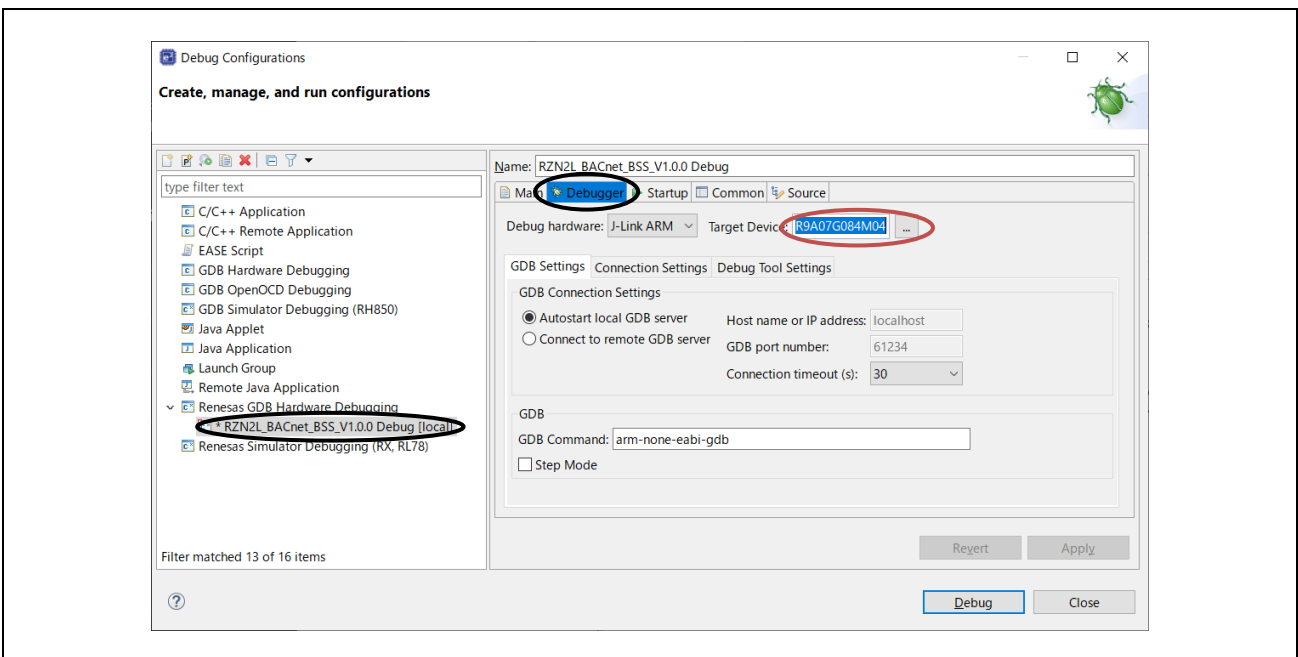 Debug Configurations
Create, manage, and run configurations
type filter text
C/C++ Application
C/C++ Remote Application
EASE Script
GDB Hardware Debugging
GDB OpenOCD Debugging
GDB Simulator Debugging (RH850)
Java Applet
Java Application
Launch Group
Remote Java Application
Renesas GDB Hardware Debugging
* RZN2L_BACnet_BSS_V1.0.0 Debug [local]
Renesas Simulator Debugging (RX, RL78)
Filter matched 13 of 16 items
Name: RZN2L_BACnet_BSS_V1.0.0 Debug
Main Debugger Startup Common Source
Debug hardware: J-Link ARM Target Device: R9A07G084M04 ...
GDB Settings Connection Settings Debug Tool Settings
GDB Connection Settings
Autostart local GDB server
Connect to remote GDB server
Host name or IP address: localhost
GDB port number: 61234
Connection timeout (s): 30
GDB
GDB Command: arm-none-eabi-gdb
Step Mode
Revert Apply
? Debug Close